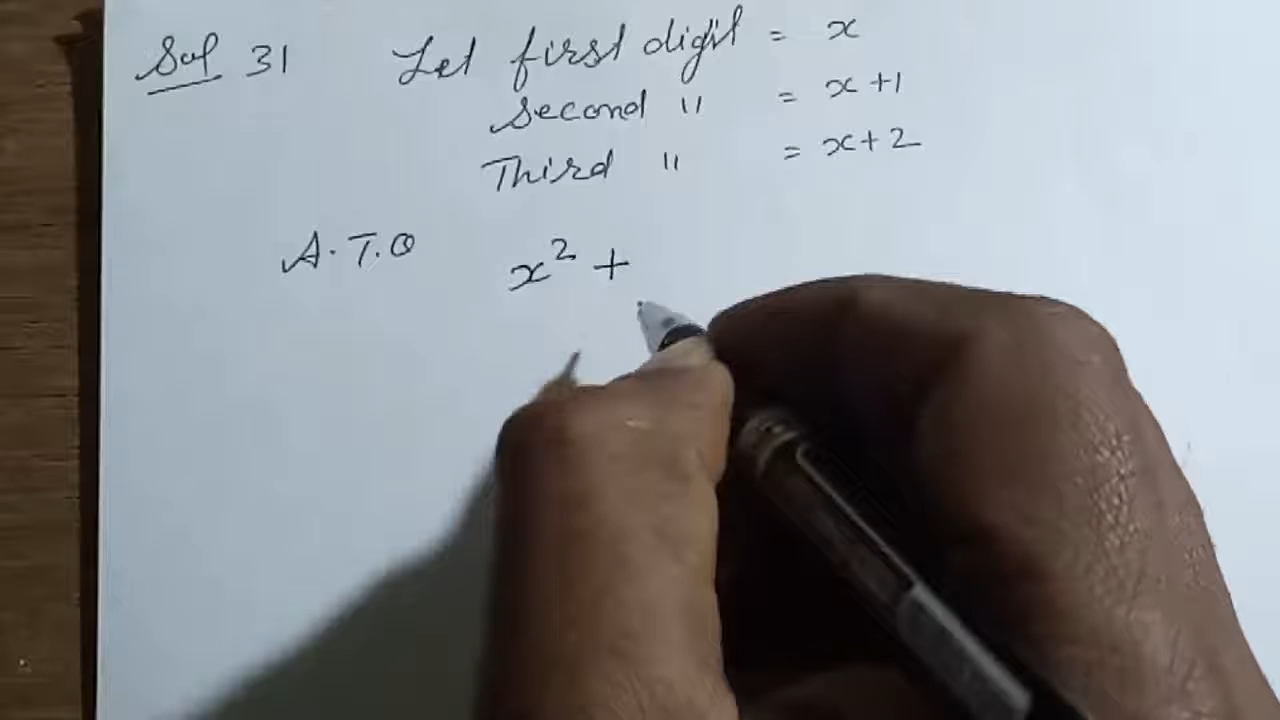 Sol 31 Let first digit = x
Second " = x+1
Third " = x+2
A.T.Q x² +